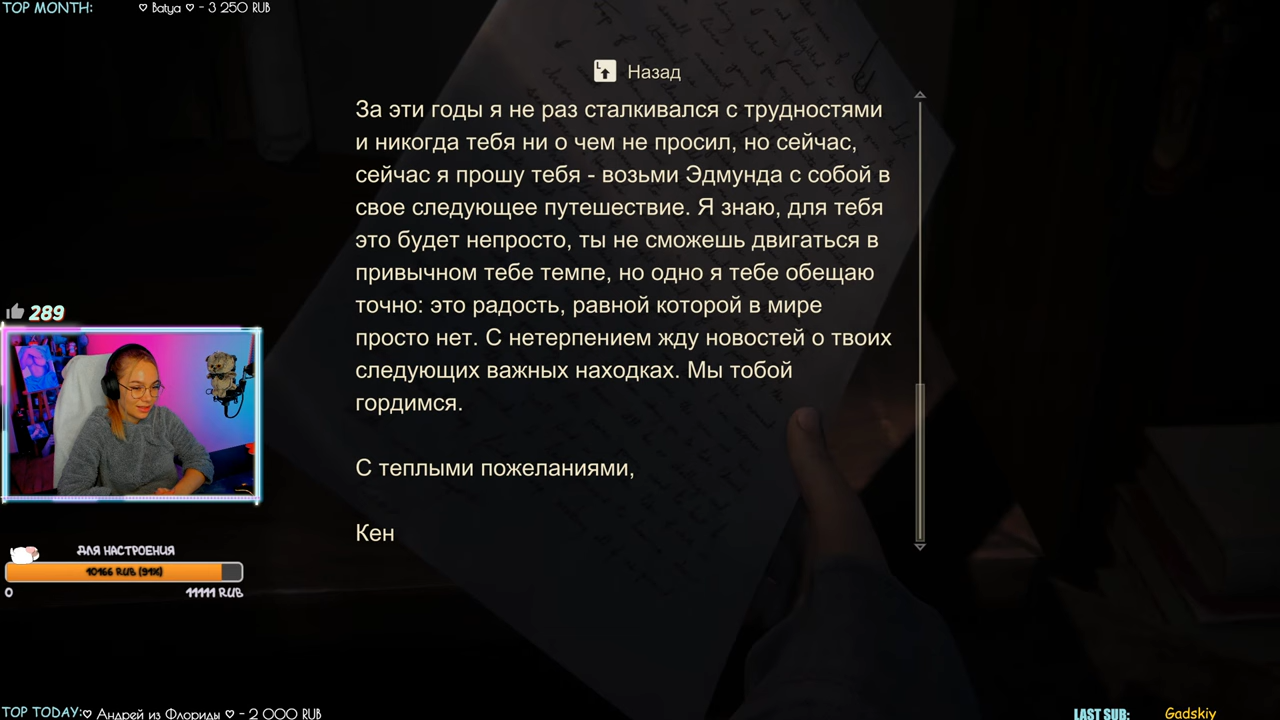 TOP MONTH: ♡ Batya ♡ - 3 250 RUB
Назад
За эти годы я не раз сталкивался с трудностями
и никогда тебя ни о чем не просил, но сейчас,
сейчас я прошу тебя - возьми Эдмунда с собой в
свое следующее путешествие. Я знаю, для тебя
это будет непросто, ты не сможешь двигаться в
привычном тебе темпе, но одно я тебе обещаю
точно: это радость, равной которой в мире
просто нет. С нетерпением жду новостей о твоих
следующих важных находках. Мы тобой
гордимся.
С теплыми пожеланиями,
Кен
289
ДЛЯ НАСТРОЕНИЯ
10166 RUB (91%)
0 11111 RUB
TOP TODAY: ♡ Андрей из Флориды ♡ - 2 000 RUB
LAST SUB: Gadskiy